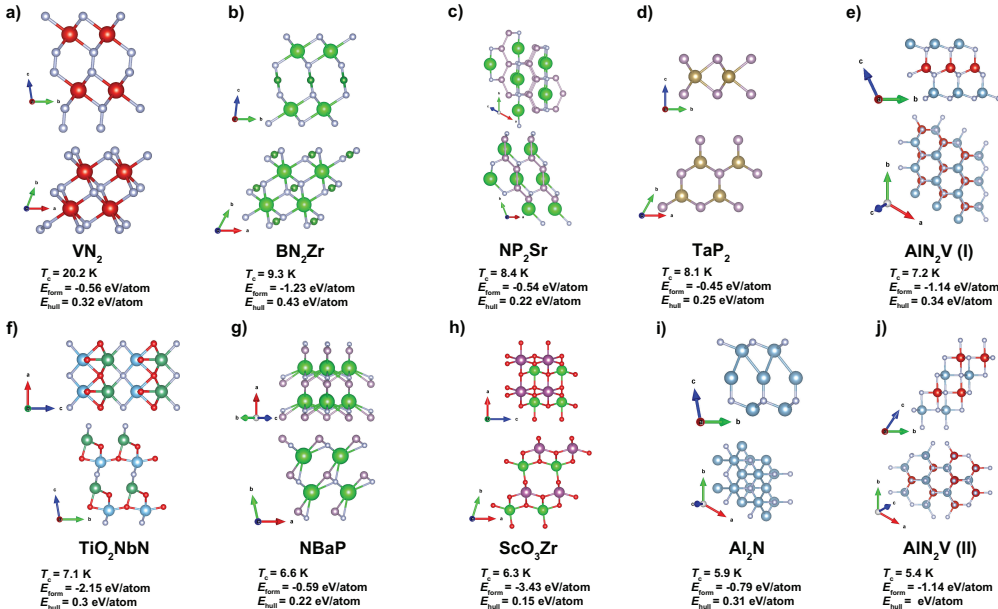 a)
c
b
b
a
VN2
Tc = 20.2 K
Eform = -0.56 eV/atom
Ehull = 0.32 eV/atom
b)
c
b
b
a
BN2Zr
Tc = 9.3 K
Eform = -1.23 eV/atom
Ehull = 0.43 eV/atom
c)
c
NP2Sr
Tc = 8.4 K
Eform = -0.54 eV/atom
Ehull = 0.22 eV/atom
d)
c
b
b
a
TaP2
Tc = 8.1 K
Eform = -0.45 eV/atom
Ehull = 0.25 eV/atom
e)
c
b
b
c
a
AlN2V (I)
Tc = 7.2 K
Eform = -1.14 eV/atom
Ehull = 0.34 eV/atom
f)
a
c
c
b
TiO2NbN
Tc = 7.1 K
Eform = -2.15 eV/atom
Ehull = 0.3 eV/atom
g)
a
b
c
b
a
NBaP
Tc = 6.6 K
Eform = -0.59 eV/atom
Ehull = 0.22 eV/atom
h)
a
c
b
a
ScO3Zr
Tc = 6.3 K
Eform = -3.43 eV/atom
Ehull = 0.15 eV/atom
i)
c
b
b
c
a
Al2N
Tc = 5.9 K
Eform = -0.79 eV/atom
Ehull = 0.31 eV/atom
j)
c
b
b
c
a
AlN2V (II)
Tc = 5.4 K
Eform = -1.14 eV/atom
Ehull = eV/atom